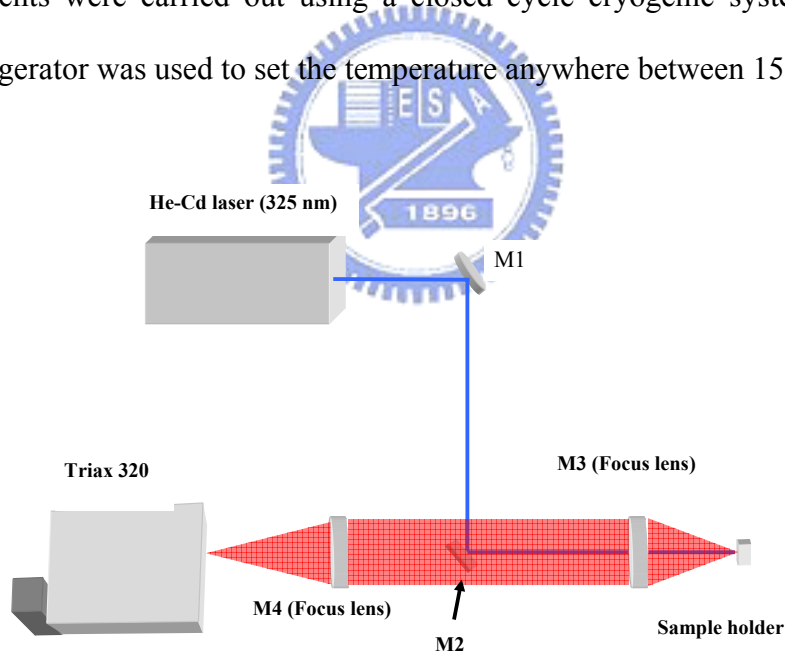 ents were carried out using a closed cycle cryogenic syste
gerator was used to set the temperature anywhere between 15
E S A
1896
He-Cd laser (325 nm)
M1
M3 (Focus lens)
Triax 320
M4 (Focus lens)
M2
Sample holder